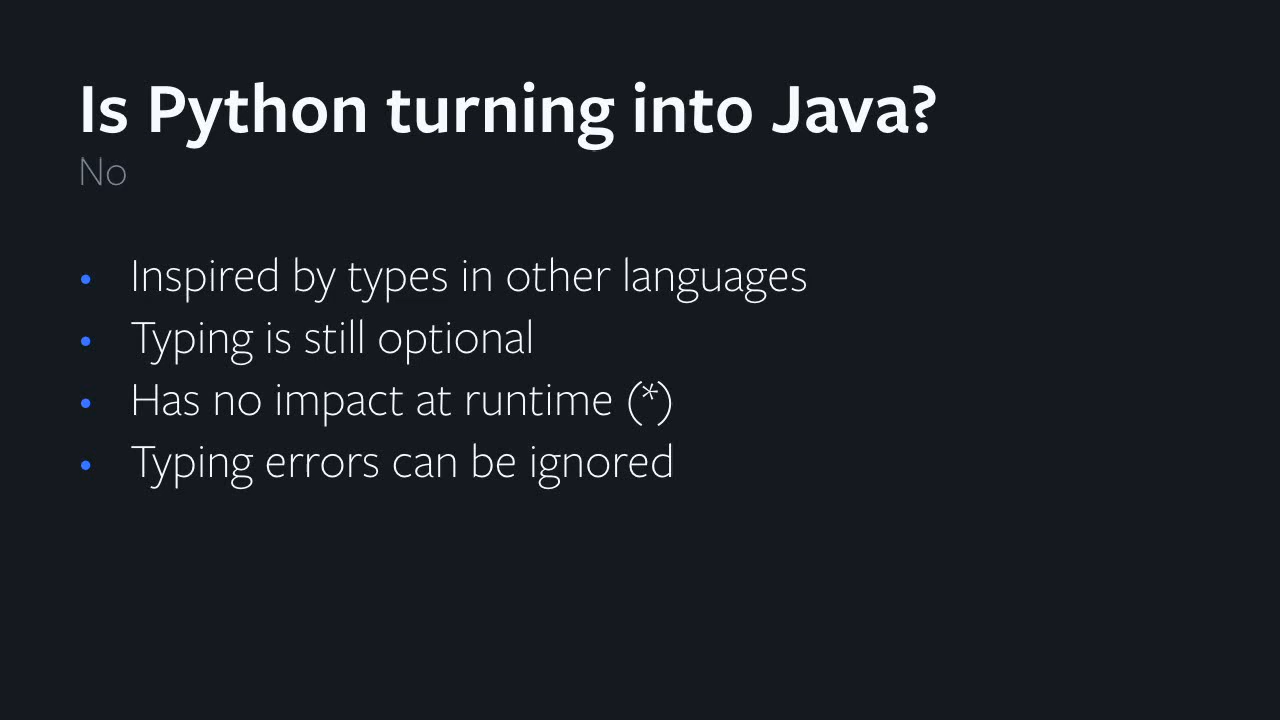 Is Python turning into Java?
No
• Inspired by types in other languages
• Typing is still optional
• Has no impact at runtime (*)
• Typing errors can be ignored